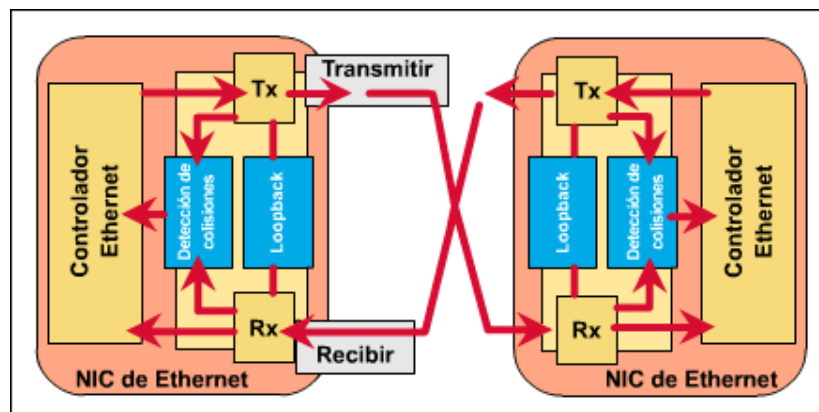 Transmitir
Tx
Controlador
Ethernet
Detección de
colisiones
Loopback
Rx
Recibir
NIC de Ethernet
Tx
Loopback
Detección de
colisiones
Controlador
Ethernet
Rx
NIC de Ethernet